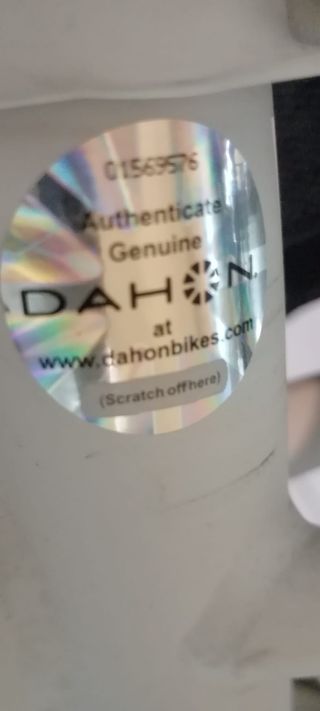 01569576
Authenticate
Genuine
DAHON
at
www.dahonbikes.com
(Scratch off here)